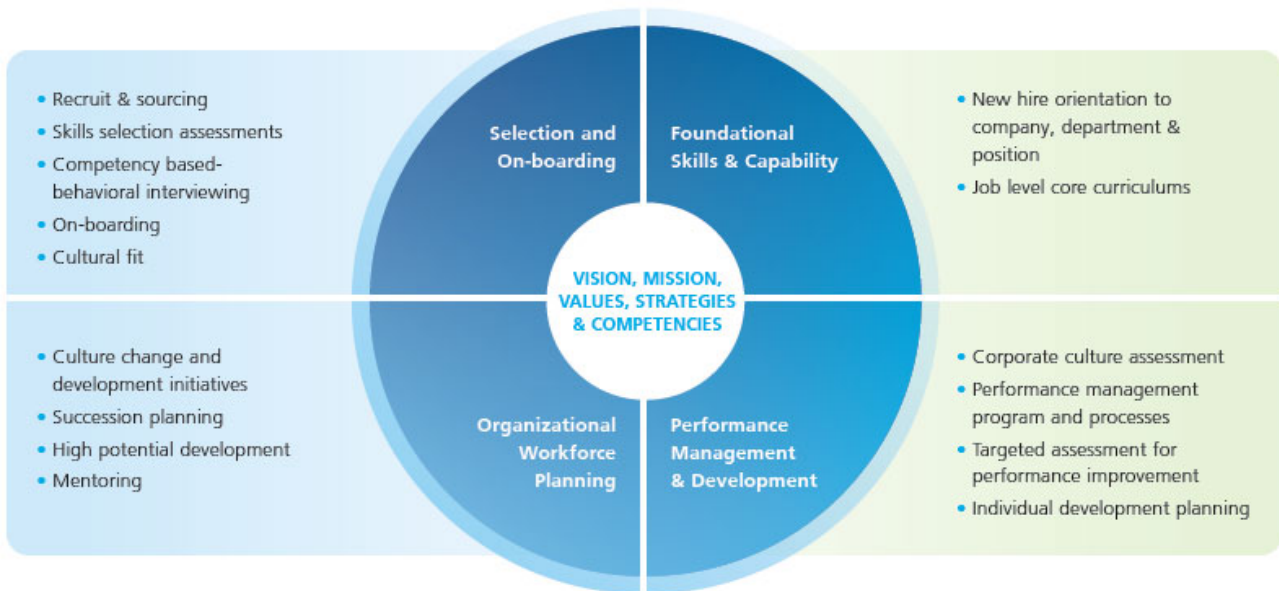 • Recruit & sourcing
• Skills selection assessments
• Competency based-
behavioral interviewing
• On-boarding
• Cultural fit
Selection and
On-boarding
Foundational
Skills & Capability
• New hire orientation to
company, department &
position
• Job level core curriculums
VISION, MISSION,
VALUES, STRATEGIES
& COMPETENCIES
• Culture change and
development initiatives
• Succession planning
• High potential development
• Mentoring
Organizational
Workforce
Planning
Performance
Management
& Development
• Corporate culture assessment
• Performance management
program and processes
• Targeted assessment for
performance improvement
• Individual development planning